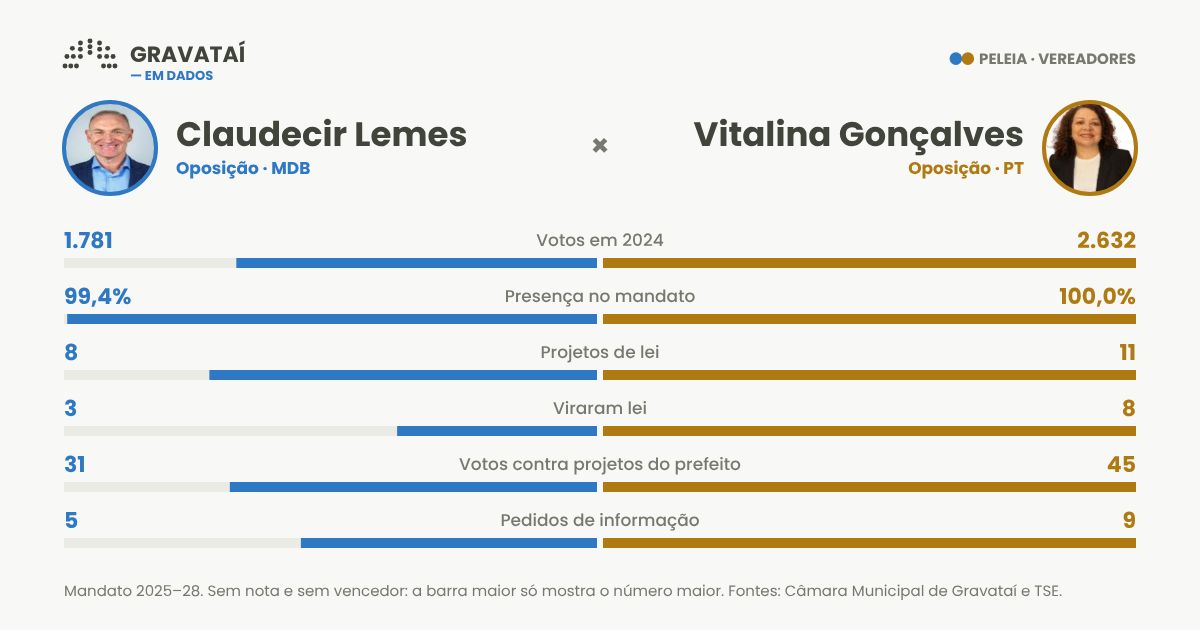 GRAVATAÍ
— EM DADOS
PELEIA · VEREADORES
Claudecir Lemes
Oposição · MDB
×
Vitalina Gonçalves
Oposição · PT
1.781 Votos em 2024 2.632
99,4% Presença no mandato 100,0%
8 Projetos de lei 11
3 Viraram lei 8
31 Votos contra projetos do prefeito 45
5 Pedidos de informação 9
Mandato 2025–28. Sem nota e sem vencedor: a barra maior só mostra o número maior. Fontes: Câmara Municipal de Gravataí e TSE.